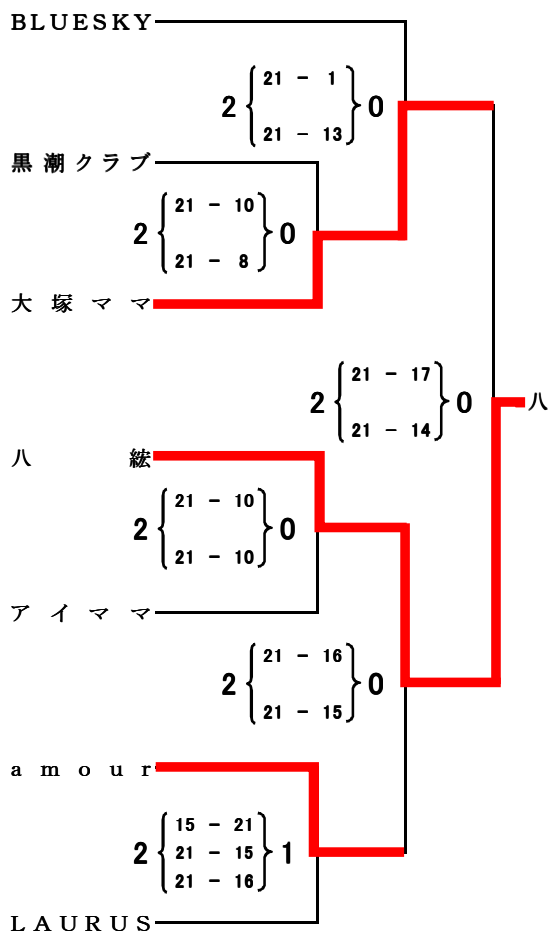 BLUESKY
21 - 1
2 0
21 - 13
黒潮クラブ
21 - 10
2 0
21 - 8
大塚ママ
21 - 17
2 0 八
21 - 14
八紘
21 - 10
2 0
21 - 10
アイママ
21 - 16
2 0
21 - 15
amour
15 - 21
2 21 - 15 1
21 - 16
LAURUS